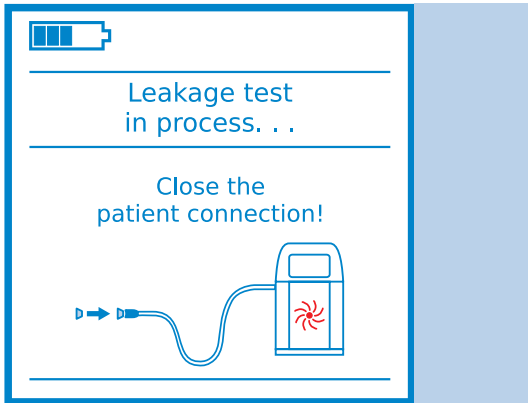 Leakage test
in process. . .
Close the
patient connection!